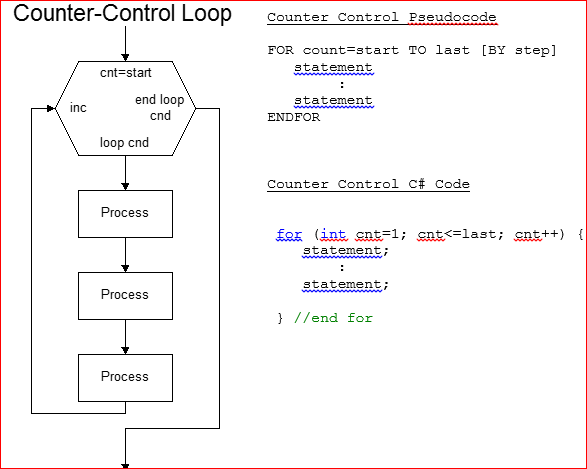 Counter-Control Loop
cnt=start
inc
end loop
cnd
loop cnd
Process
Process
Process
Counter Control Pseudocode
FOR count=start TO last [BY step]
statement
:
statement
ENDFOR
Counter Control C# Code
for (int cnt=1; cnt<=last; cnt++) {
statement;
:
statement;
} //end for